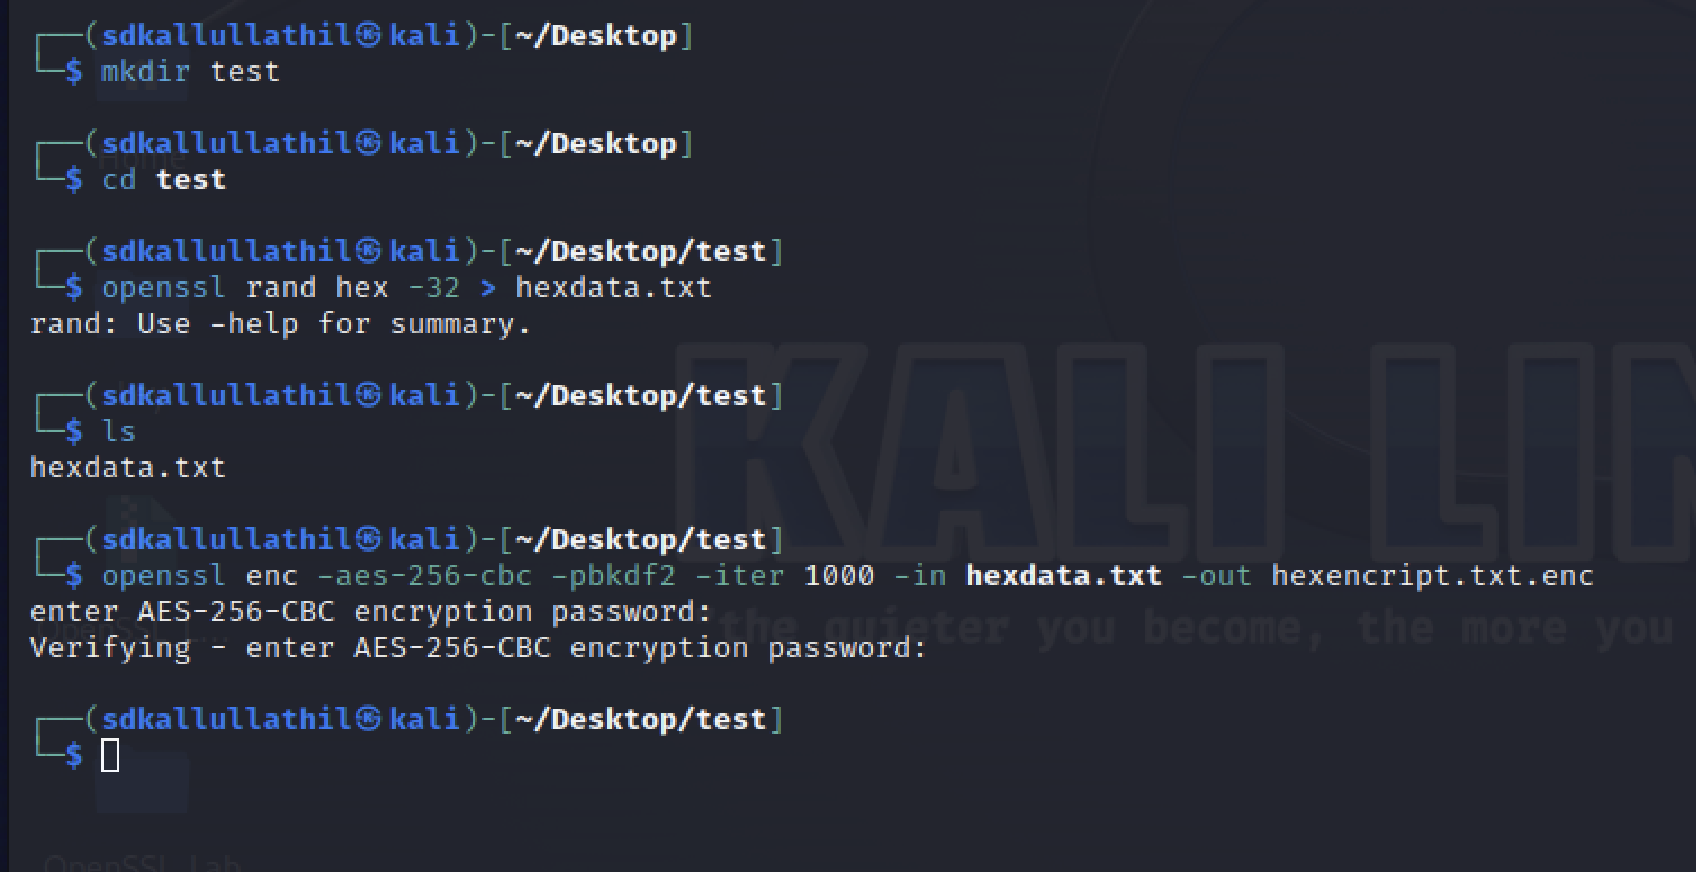 ┌──(sdkallullathil㉿kali)-[~/Desktop]
└─$ mkdir test
┌──(sdkallullathil㉿kali)-[~/Desktop]
Home
└─$ cd test
┌──(sdkallullathil㉿kali)-[~/Desktop/test]
└─$ openssl rand hex -32 > hexdata.txt
rand: Use -help for summary.
┌──(sdkallullathil㉿kali)-[~/Desktop/test]
└─$ ls
hexdata.txt
KALI LIN
┌──(sdkallullathil㉿kali)-[~/Desktop/test]
└─$ openssl enc -aes-256-cbc -pbkdf2 -iter 1000 -in hexdata.txt -out hexencript.txt.enc
enter AES-256-CBC encryption password:
the quieter you become, the more you
Verifying - enter AES-256-CBC encryption password:
┌──(sdkallullathil㉿kali)-[~/Desktop/test]
└─$
OpenSSL Lab